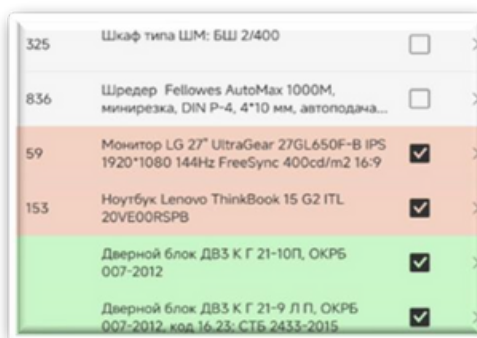 325
Шкаф типа ШМ: БШ 2/400
836
Шредер Fellowes AutoMax 1000M,
минирезка, DIN P-4, 4*10 мм, автоподача...
59
Монитор LG 27" UltraGear 27GL650F-B IPS
1920*1080 144Hz FreeSync 400cd/m2 16:9
153
Ноутбук Lenovo ThinkBook 15 G2 ITL
20VE00RSPB
Дверной блок ДВ3 К Г 21-10П, ОКРБ
007-2012
Дверной блок ДВ3 К Г 21-9 Л П, ОКРБ
007-2012, код 16.23; СТБ 2433-2015